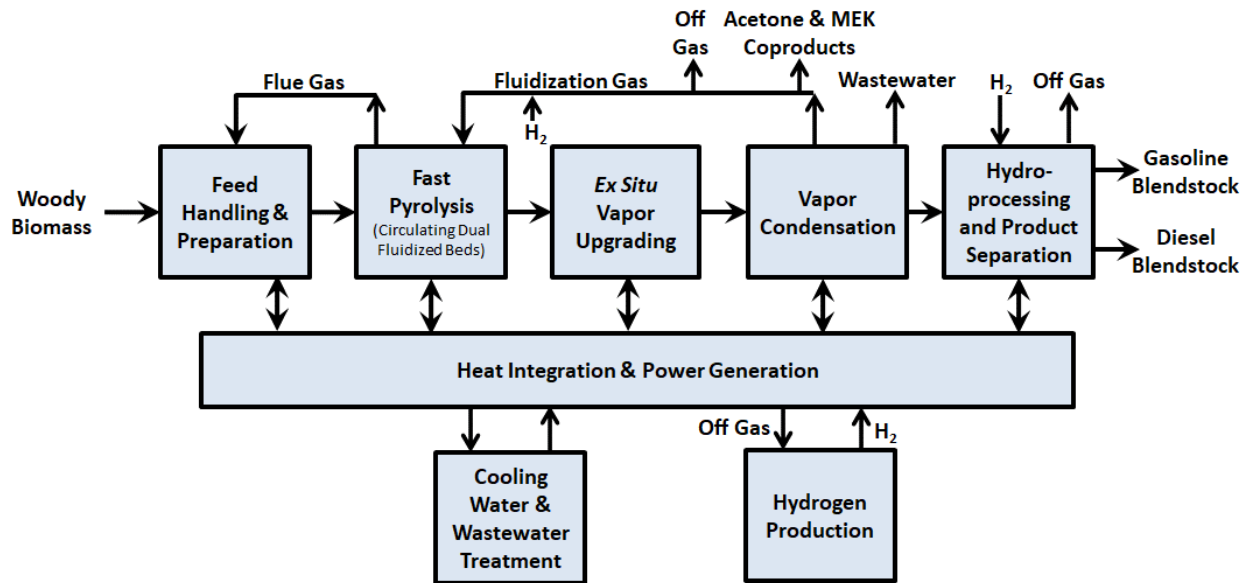 Off
Gas
Acetone & MEK
Coproducts
Flue Gas
Fluidization Gas
Wastewater
H₂
Off Gas
H₂
Woody
Biomass
Feed
Handling &
Preparation
Fast
Pyrolysis
(Circulating Dual
Fluidized Beds)
Ex Situ
Vapor
Upgrading
Vapor
Condensation
Hydro-
processing
and Product
Separation
Gasoline
Blendstock
Diesel
Blendstock
Heat Integration & Power Generation
Off Gas
H₂
Cooling
Water &
Wastewater
Treatment
Hydrogen
Production